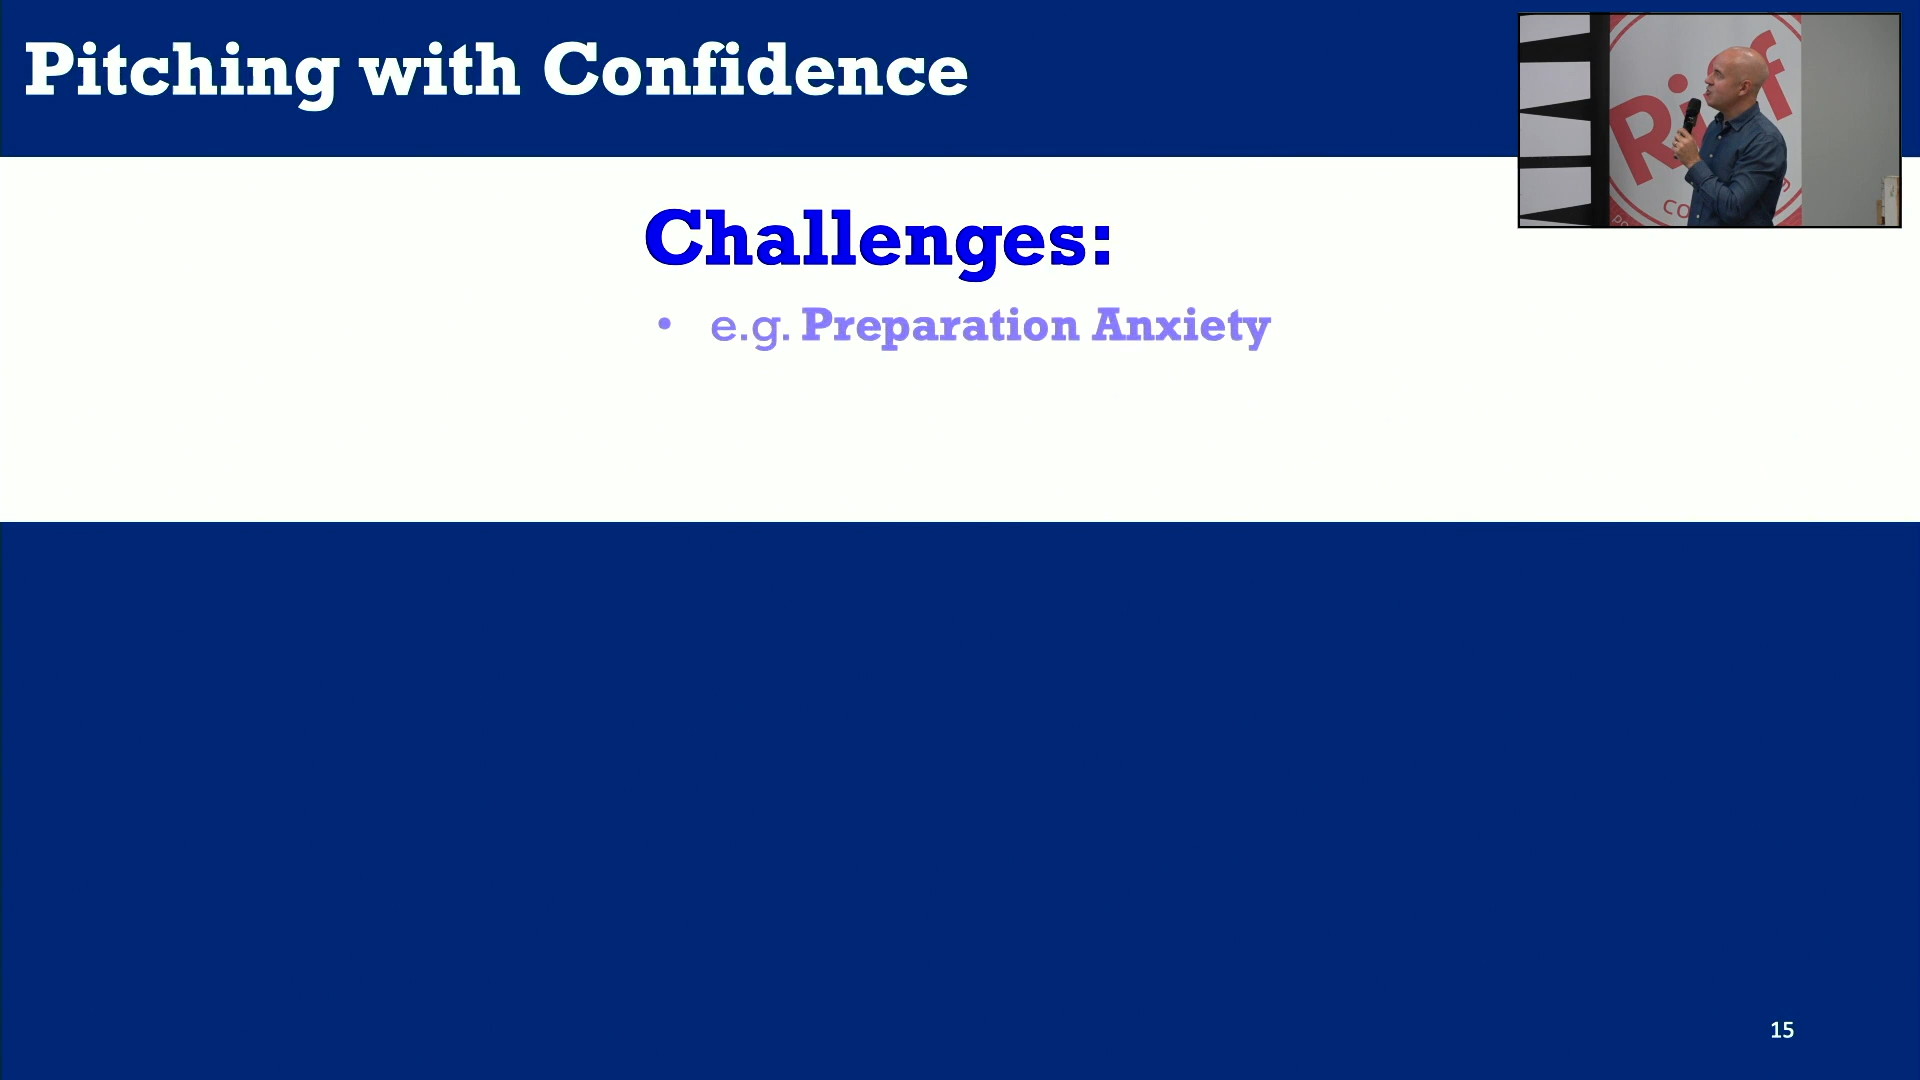 Pitching with Confidence
Challenges:
• e.g. Preparation Anxiety
15